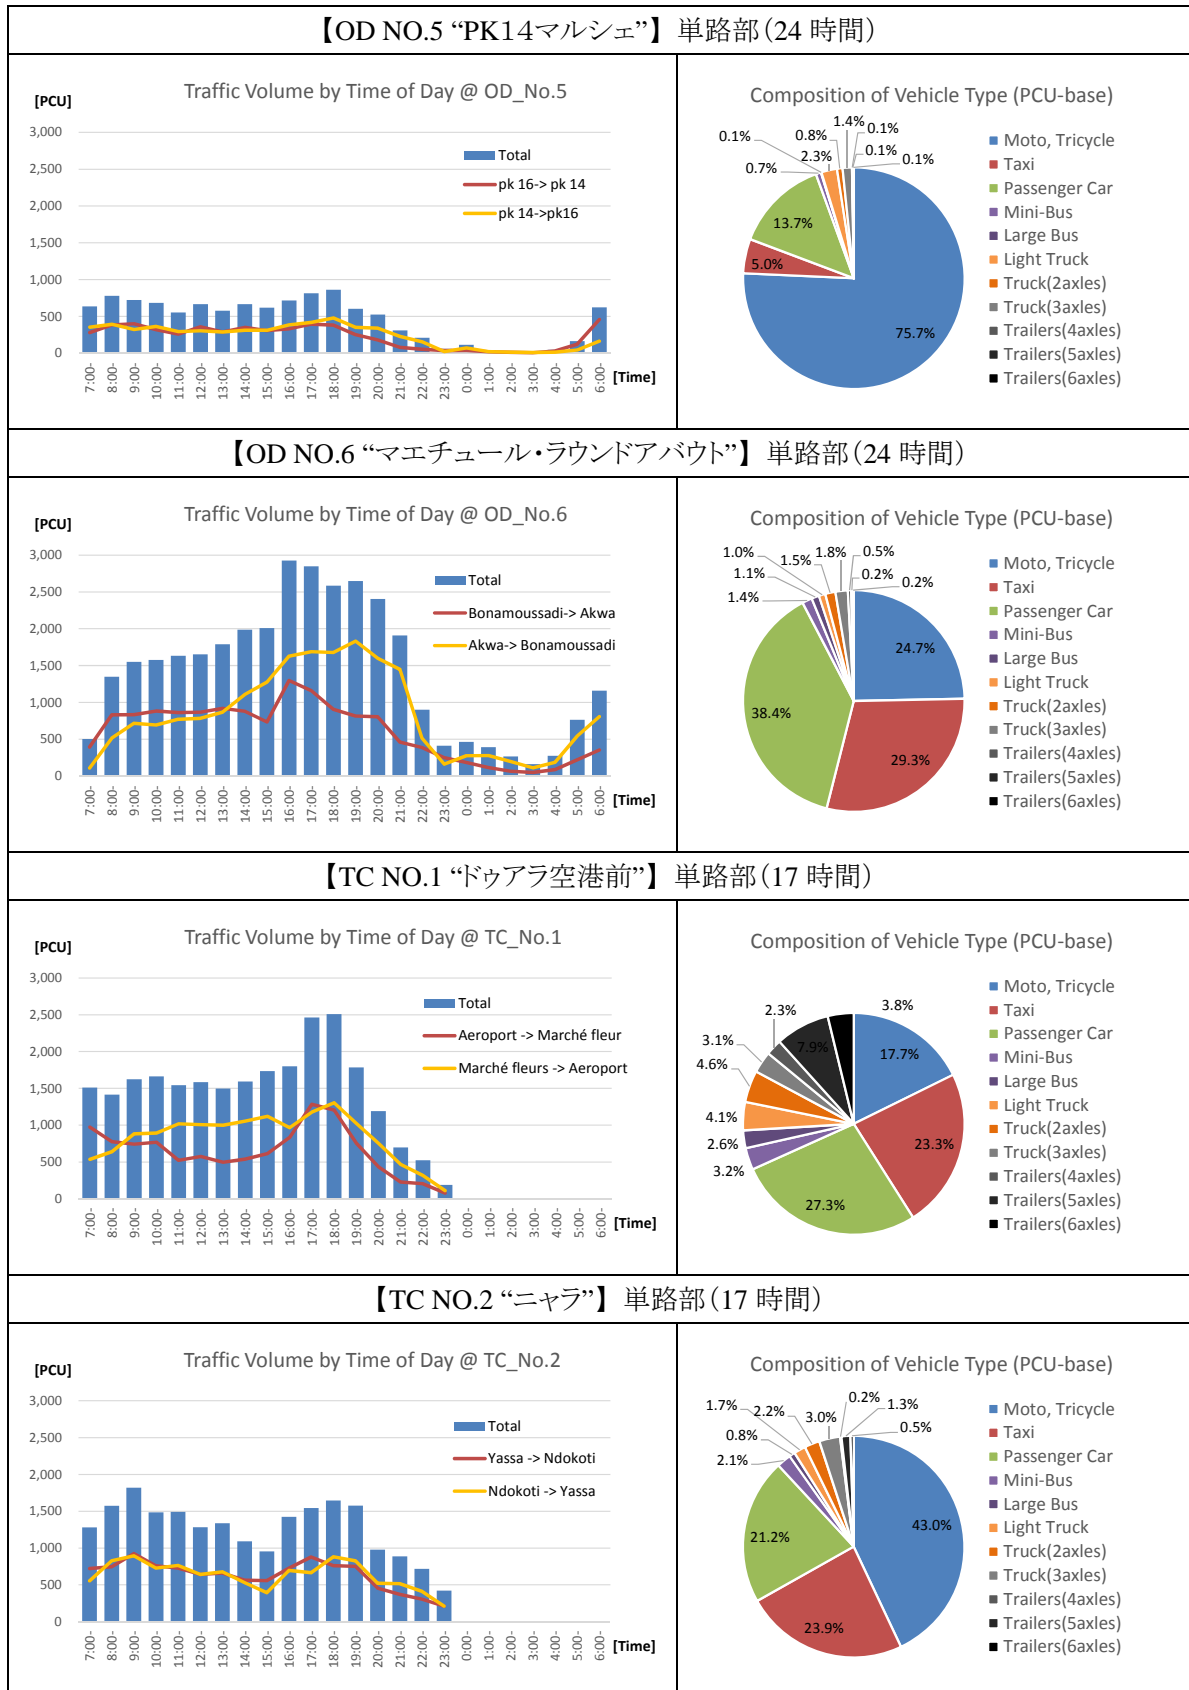 【OD NO.5 “PK14マルシェ”】 単路部(24 時間)
Traffic Volume by Time of Day @ OD_No.5
[PCU]
3,000
2,500
2,000
1,500
1,000
500
0
Total
pk 16-> pk 14
pk 14->pk16
7:00-
8:00-
9:00-
10:00-
11:00-
12:00-
13:00-
14:00-
15:00-
16:00-
17:00-
18:00-
19:00-
20:00-
21:00-
22:00-
23:00-
0:00-
1:00-
2:00-
3:00-
4:00-
5:00-
6:00-
[Time]
Composition of Vehicle Type (PCU-base)
75.7%
5.0%
13.7%
0.7%
0.1%
2.3%
0.8%
1.4%
0.1%
0.1%
0.1%
Moto, Tricycle
Taxi
Passenger Car
Mini-Bus
Large Bus
Light Truck
Truck(2axles)
Truck(3axles)
Trailers(4axles)
Trailers(5axles)
Trailers(6axles)
【OD NO.6 “マエチュール・ラウンドアバウト”】 単路部(24 時間)
Traffic Volume by Time of Day @ OD_No.6
[PCU]
3,000
2,500
2,000
1,500
1,000
500
0
Total
Bonamoussadi-> Akwa
Akwa-> Bonamoussadi
7:00-
8:00-
9:00-
10:00-
11:00-
12:00-
13:00-
14:00-
15:00-
16:00-
17:00-
18:00-
19:00-
20:00-
21:00-
22:00-
23:00-
0:00-
1:00-
2:00-
3:00-
4:00-
5:00-
6:00-
[Time]
Composition of Vehicle Type (PCU-base)
24.7%
29.3%
38.4%
1.4%
1.1%
1.0%
1.5%
1.8%
0.5%
0.2%
0.2%
Moto, Tricycle
Taxi
Passenger Car
Mini-Bus
Large Bus
Light Truck
Truck(2axles)
Truck(3axles)
Trailers(4axles)
Trailers(5axles)
Trailers(6axles)
【TC NO.1 “ドゥアラ空港前”】 単路部(17 時間)
Traffic Volume by Time of Day @ TC_No.1
[PCU]
3,000
2,500
2,000
1,500
1,000
500
0
Total
Aeroport -> Marché fleur
Marché fleurs -> Aeroport
7:00-
8:00-
9:00-
10:00-
11:00-
12:00-
13:00-
14:00-
15:00-
16:00-
17:00-
18:00-
19:00-
20:00-
21:00-
22:00-
23:00-
0:00-
1:00-
2:00-
3:00-
4:00-
5:00-
6:00-
[Time]
Composition of Vehicle Type (PCU-base)
17.7%
23.3%
27.3%
3.2%
2.6%
4.1%
4.6%
3.1%
2.3%
7.9%
3.8%
Moto, Tricycle
Taxi
Passenger Car
Mini-Bus
Large Bus
Light Truck
Truck(2axles)
Truck(3axles)
Trailers(4axles)
Trailers(5axles)
Trailers(6axles)
【TC NO.2 “ニャラ”】 単路部(17 時間)
Traffic Volume by Time of Day @ TC_No.2
[PCU]
3,000
2,500
2,000
1,500
1,000
500
0
Total
Yassa -> Ndokoti
Ndokoti -> Yassa
7:00-
8:00-
9:00-
10:00-
11:00-
12:00-
13:00-
14:00-
15:00-
16:00-
17:00-
18:00-
19:00-
20:00-
21:00-
22:00-
23:00-
0:00-
1:00-
2:00-
3:00-
4:00-
5:00-
6:00-
[Time]
Composition of Vehicle Type (PCU-base)
43.0%
23.9%
21.2%
2.1%
0.8%
1.7%
2.2%
3.0%
0.2%
1.3%
0.5%
Moto, Tricycle
Taxi
Passenger Car
Mini-Bus
Large Bus
Light Truck
Truck(2axles)
Truck(3axles)
Trailers(4axles)
Trailers(5axles)
Trailers(6axles)